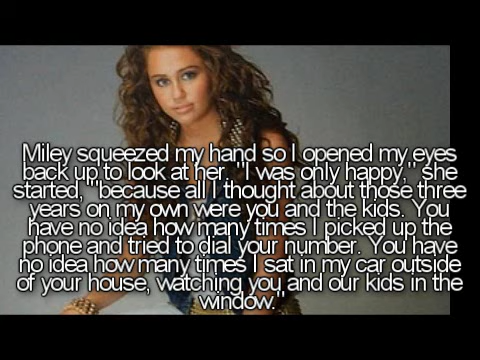 Miley squeezed my hand so I opened my eyes
back up to look at her. "I was only happy," she
started, "because all I thought about those three
years on my own were you and the kids. You
have no idea how many times I picked up the
phone and tried to dial your number. You have
no idea how many times I sat in my car outside
of your house, watching you and our kids in the
window."